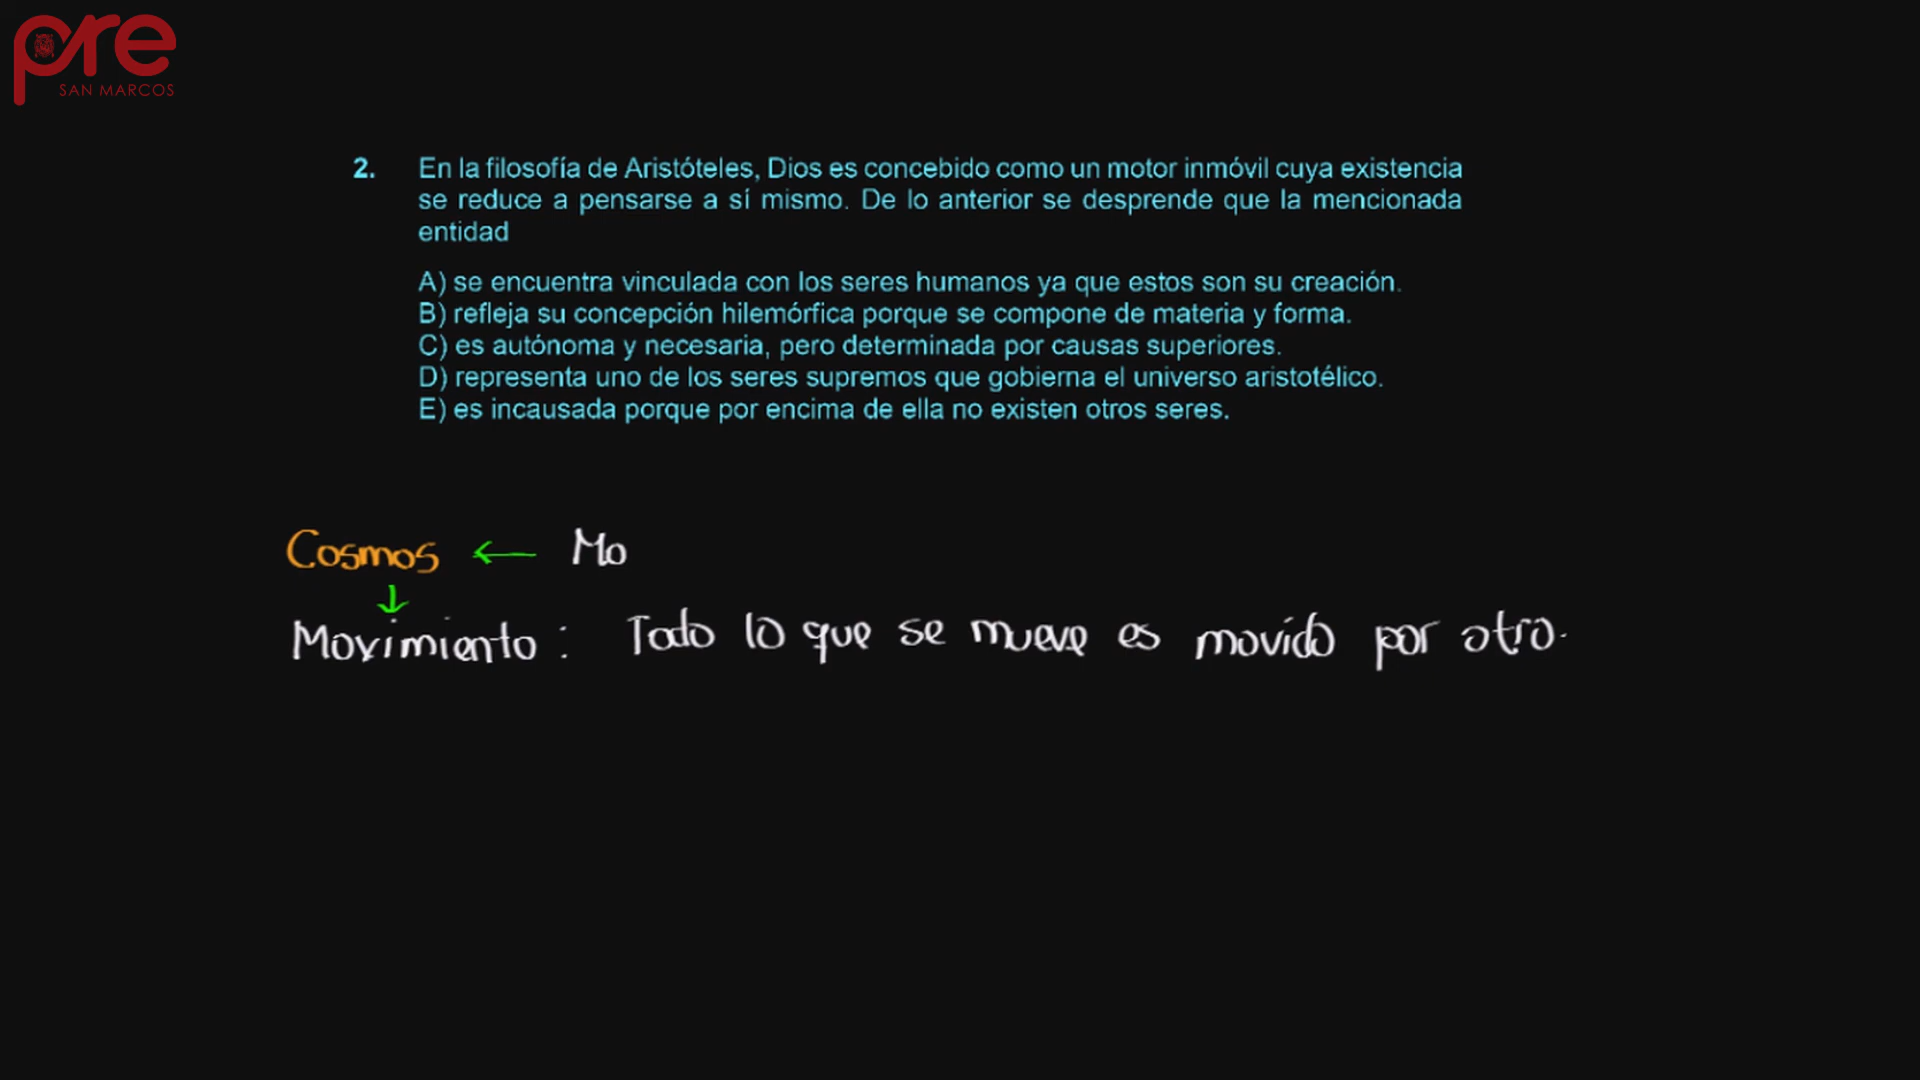 pre
SAN MARCOS
2. En la filosofía de Aristóteles, Dios es concebido como un motor inmóvil cuya existencia
se reduce a pensarse a sí mismo. De lo anterior se desprende que la mencionada
entidad
A) se encuentra vinculada con los seres humanos ya que estos son su creación.
B) refleja su concepción hilemórfica porque se compone de materia y forma.
C) es autónoma y necesaria, pero determinada por causas superiores.
D) representa uno de los seres supremos que gobierna el universo aristotélico.
E) es incausada porque por encima de ella no existen otros seres.
Cosmos ← Mo
↓
Movimiento : Todo lo que se mueve es movido por otro.